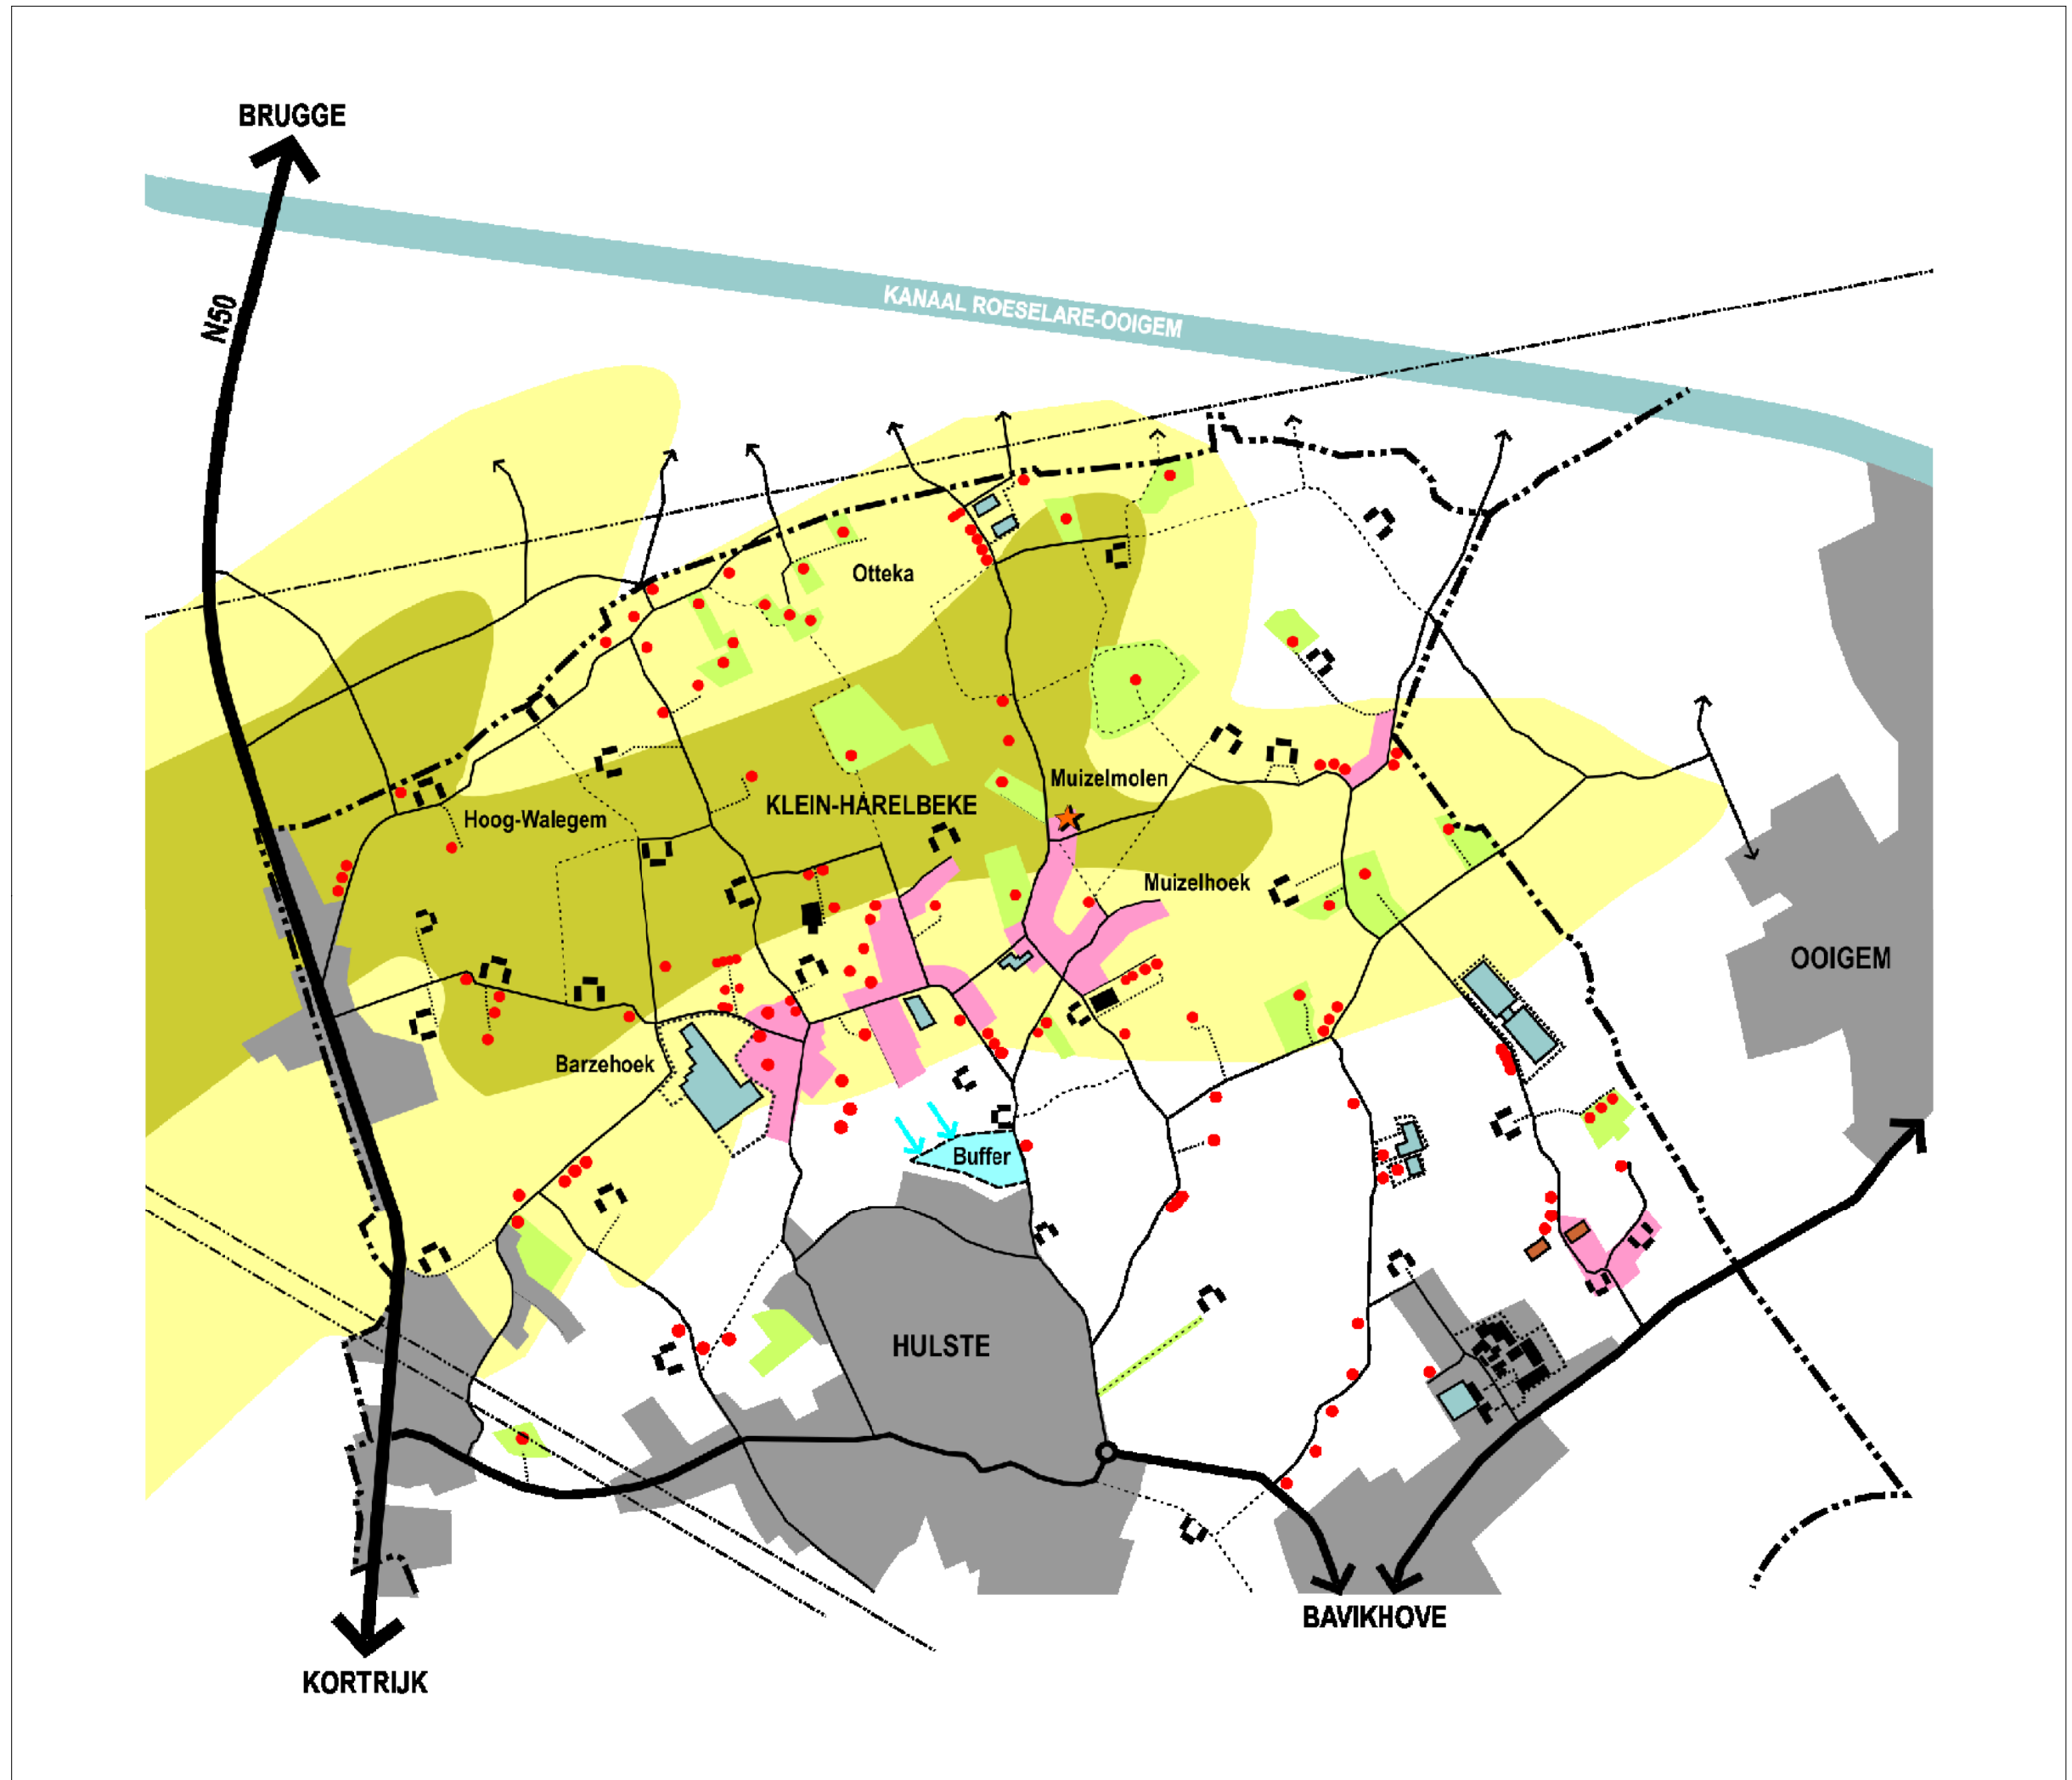 BRUGGE
N50
KANAAL ROESELARE-OOIGEM
Otteka
Muizelmolen
KLEIN-HARELBEKE
Hoog-Walegem
Muizelhoek
OOIGEM
Barzehoek
Buffer
HULSTE
BAVIKHOVE
KORTRIJK